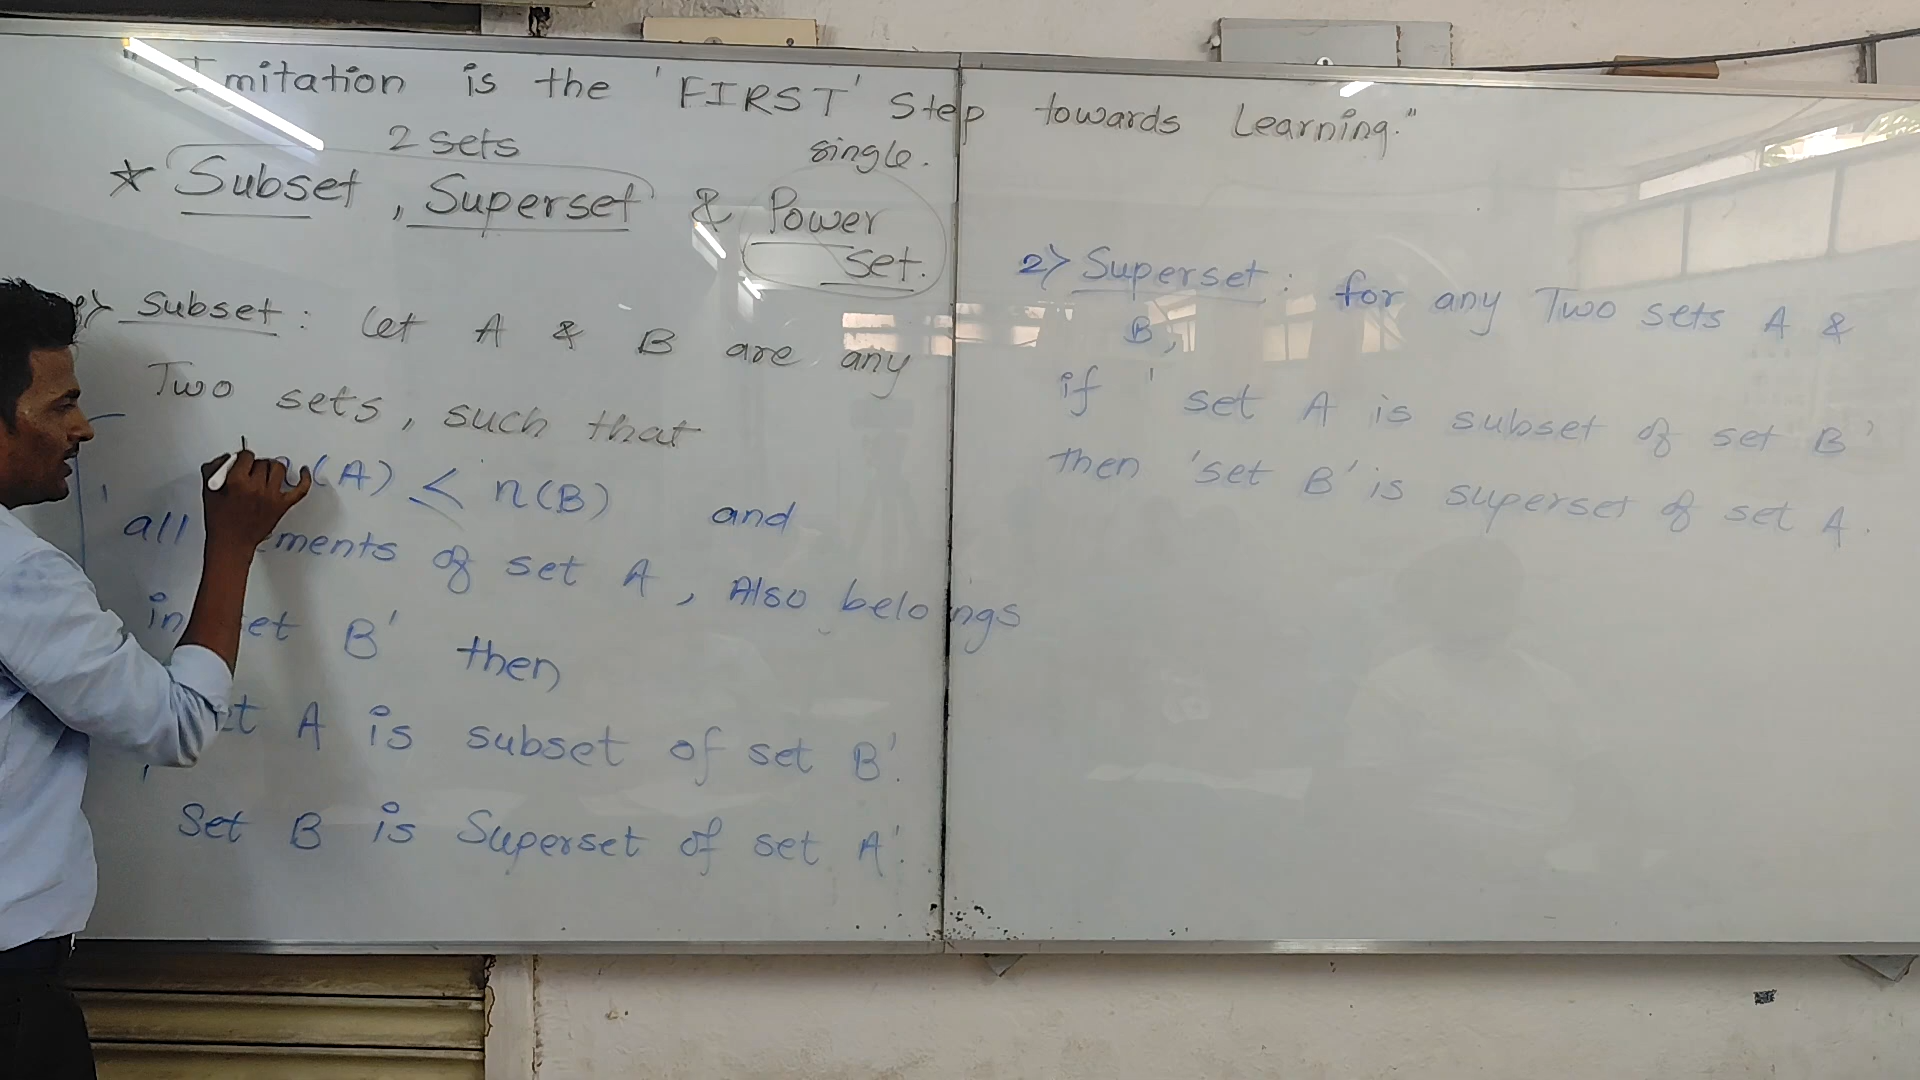 " Imitation is the 'FIRST' Step towards Learning."
2 sets single.
* Subset, Superset & Power
set.
Subset : let A & B are any
Two sets, such that
n(A) < n(B) and
'all of set A, Also belongs
in B' then
A is subset of set B'.
' Set B is Superset of set A'.
2> Superset : for any Two sets A &
B,
if ' set A is subset of set B'
then 'set B' is superset of set A.